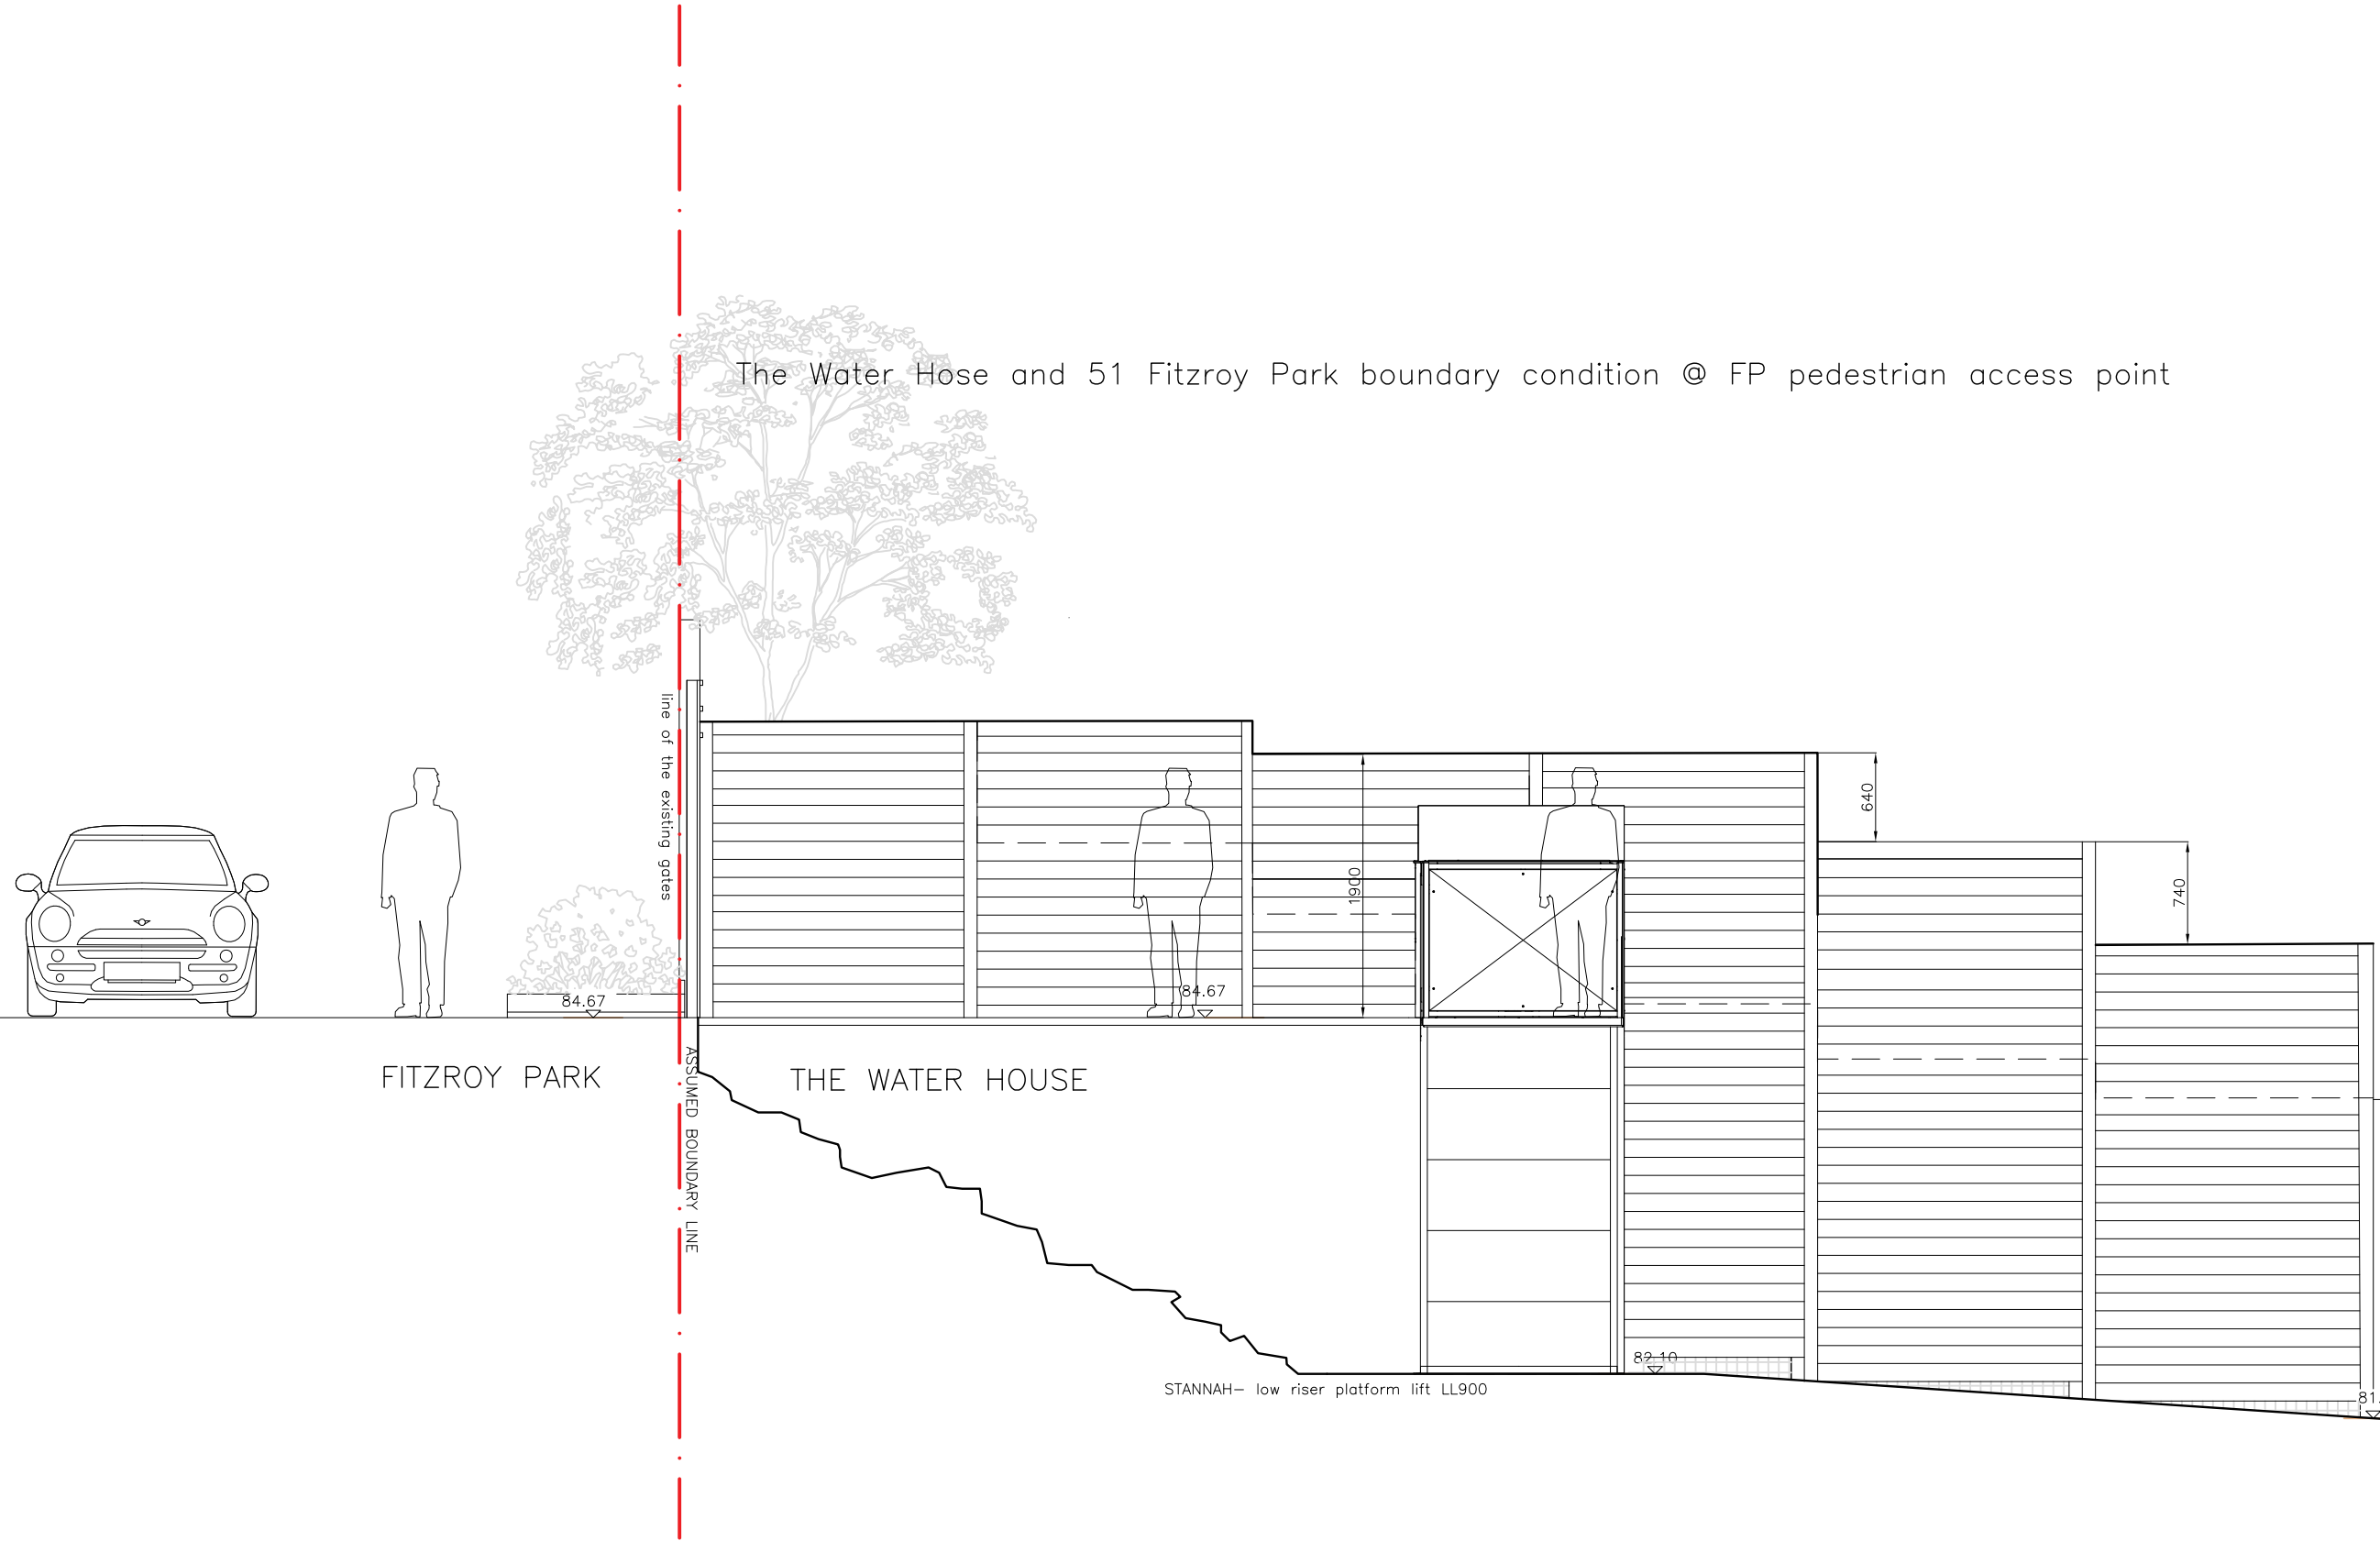 The Water Hose and 51 Fitzroy Park boundary condition @ FP pedestrian access point
line of the existing gates
640
740
1900
84.67
84.67
FITZROY PARK
THE WATER HOUSE
ASSUMED BOUNDARY LINE
82.10
STANNAH- low riser platform lift LL900
81.